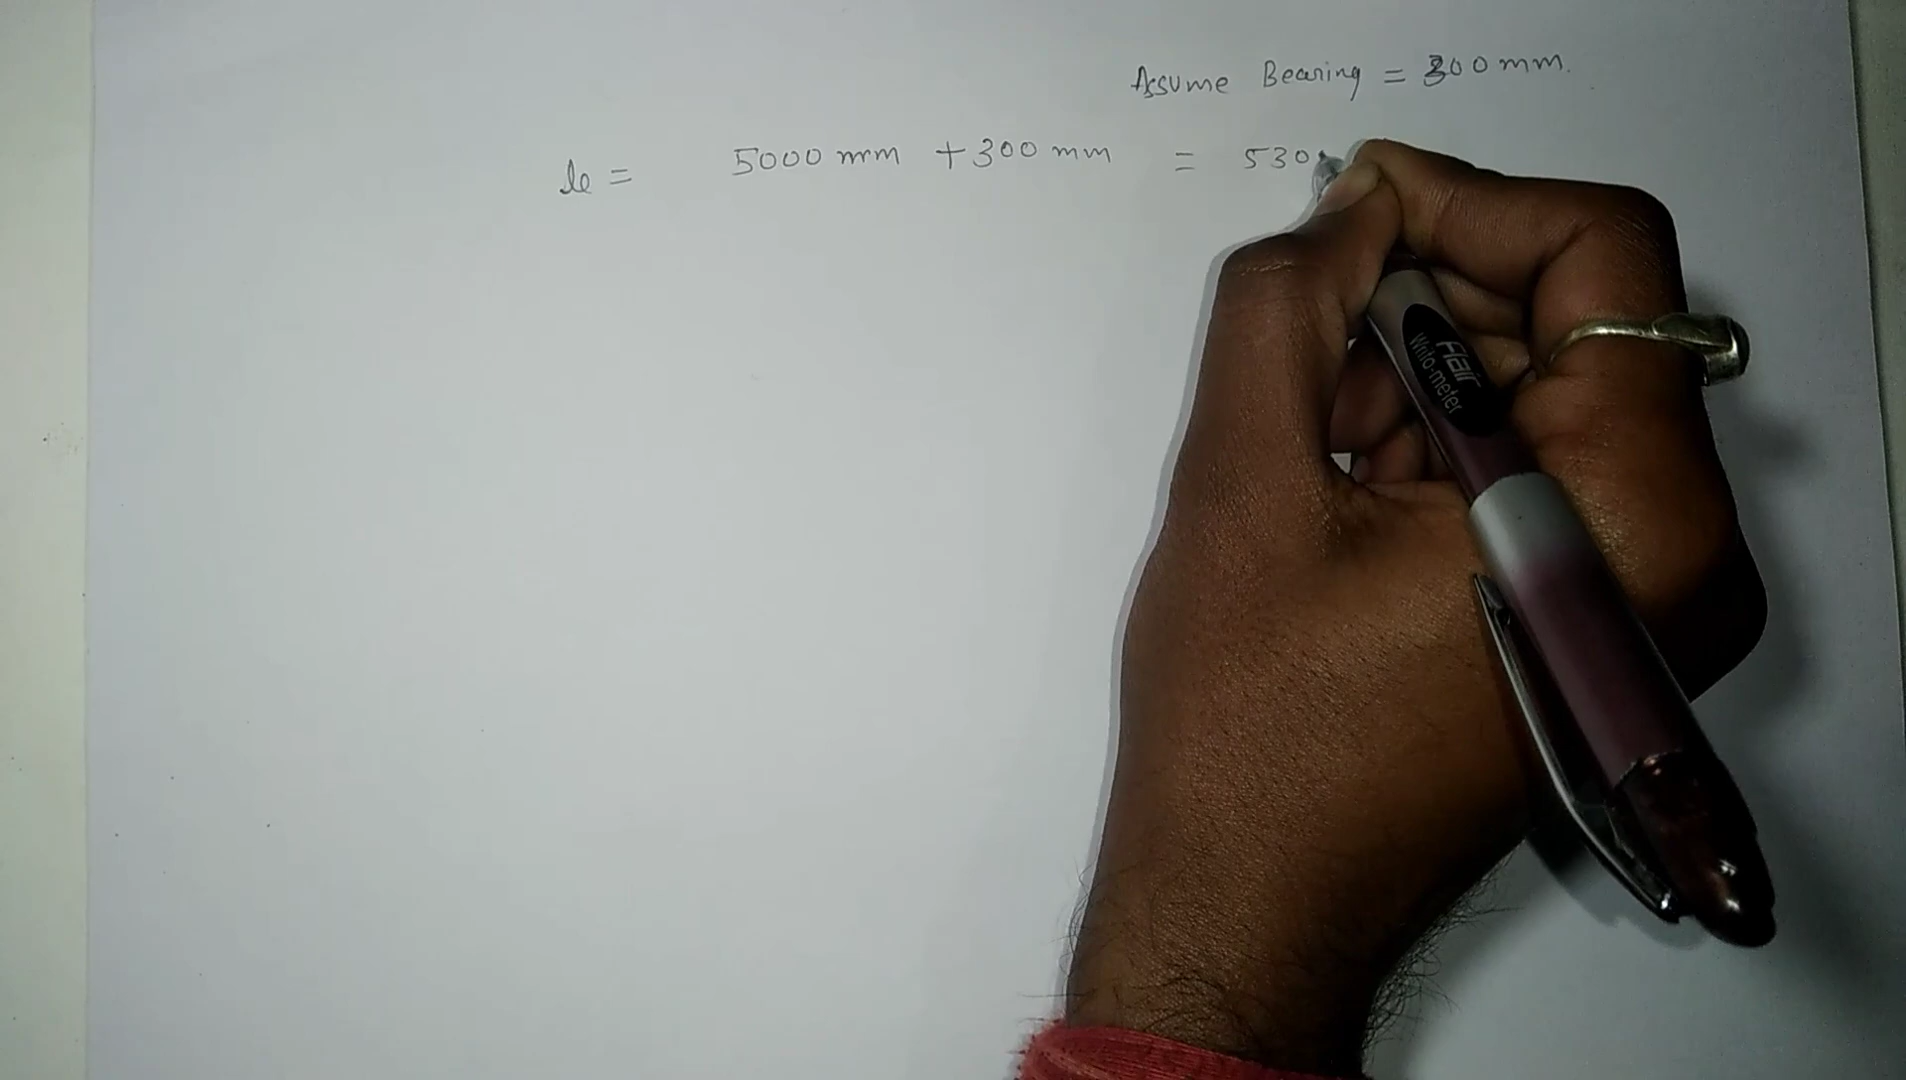 Assume Bearing = 300 mm.
le = 5000 mm + 300 mm = 530
Flair
Writo-meter